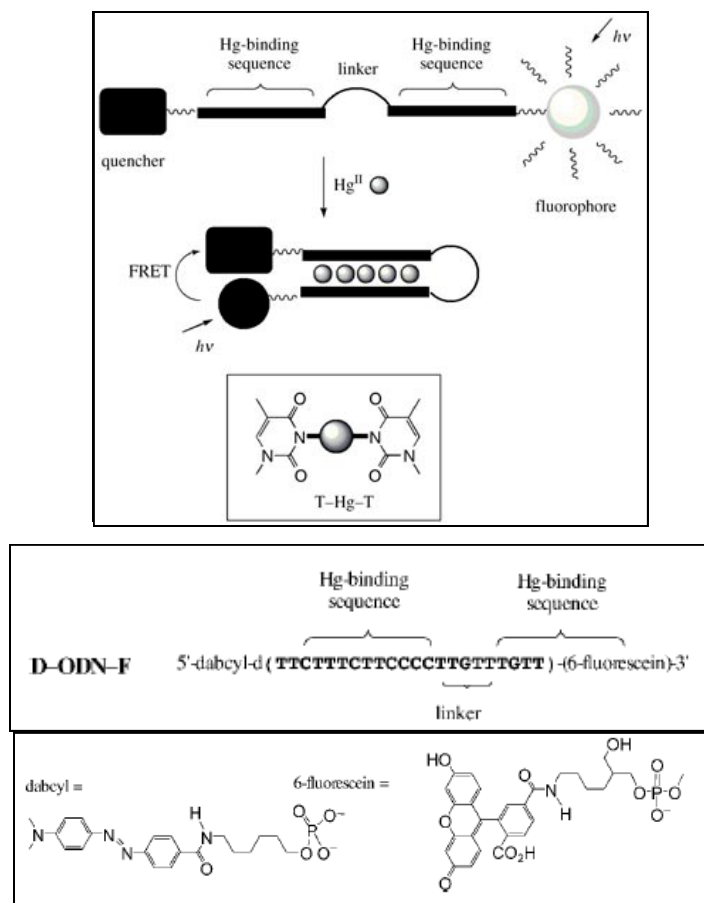 hν
Hg-binding
sequence
linker
Hg-binding
sequence
quencher
Hg^II
fluorophore
FRET
hν
O O
N N
N O O N
T–Hg–T
Hg-binding
sequence
Hg-binding
sequence
D–ODN–F 5'-dabcyl-d(TTCTTTCTTCCCCTTGTTTGTT)-(6-fluorescein)-3'
linker
dabcyl =
N N N O H N O P O O⁻ O⁻
6-fluorescein =
HO O O CO₂H O N H OH O P O O O⁻